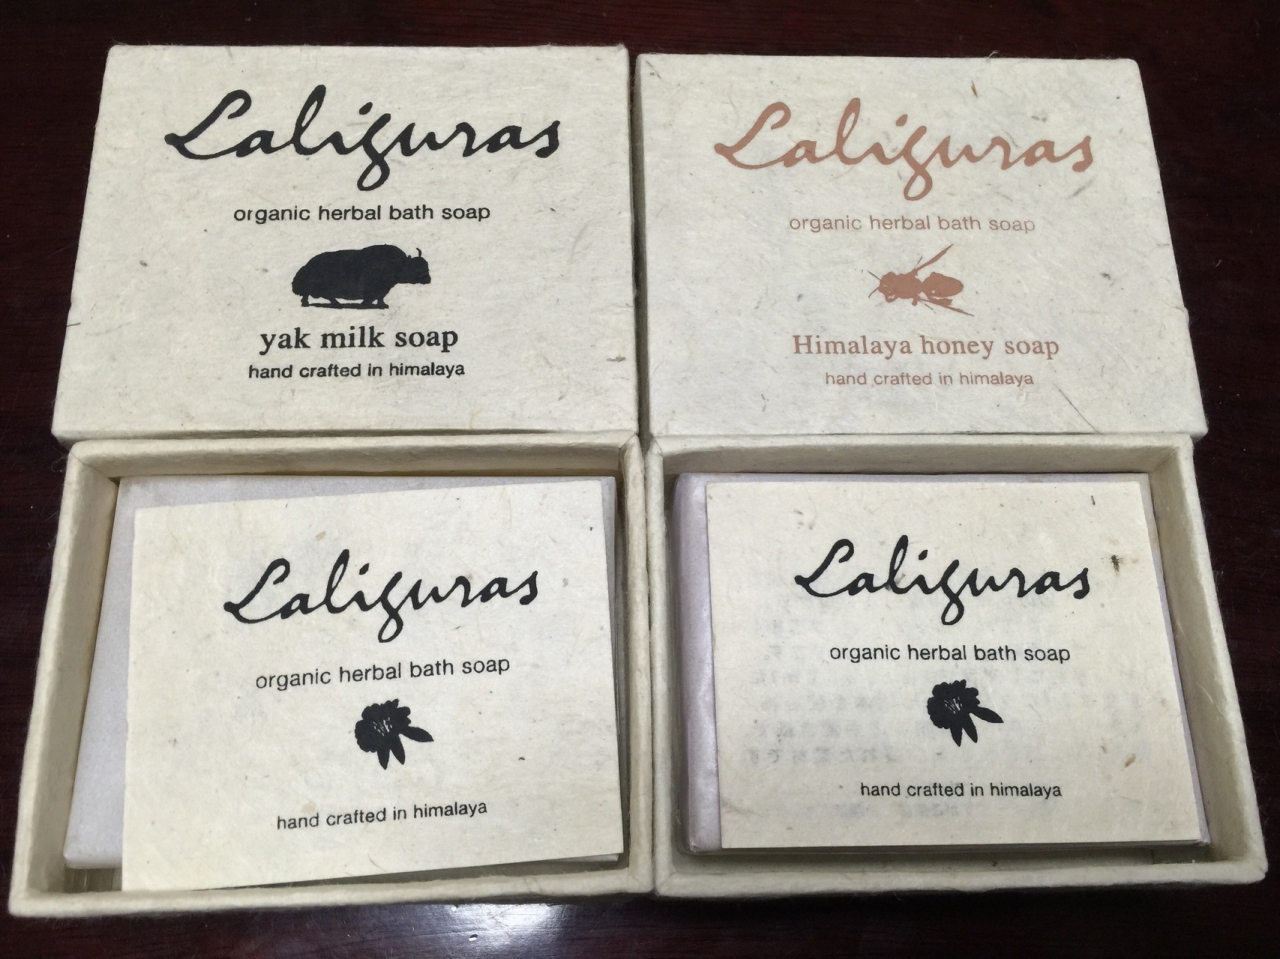 Laliguras
organic herbal bath soap
yak milk soap
hand crafted in himalaya
Laliguras
organic herbal bath soap
Himalaya honey soap
hand crafted in himalaya
Laliguras
organic herbal bath soap
hand crafted in himalaya
Laliguras
organic herbal bath soap
hand crafted in himalaya